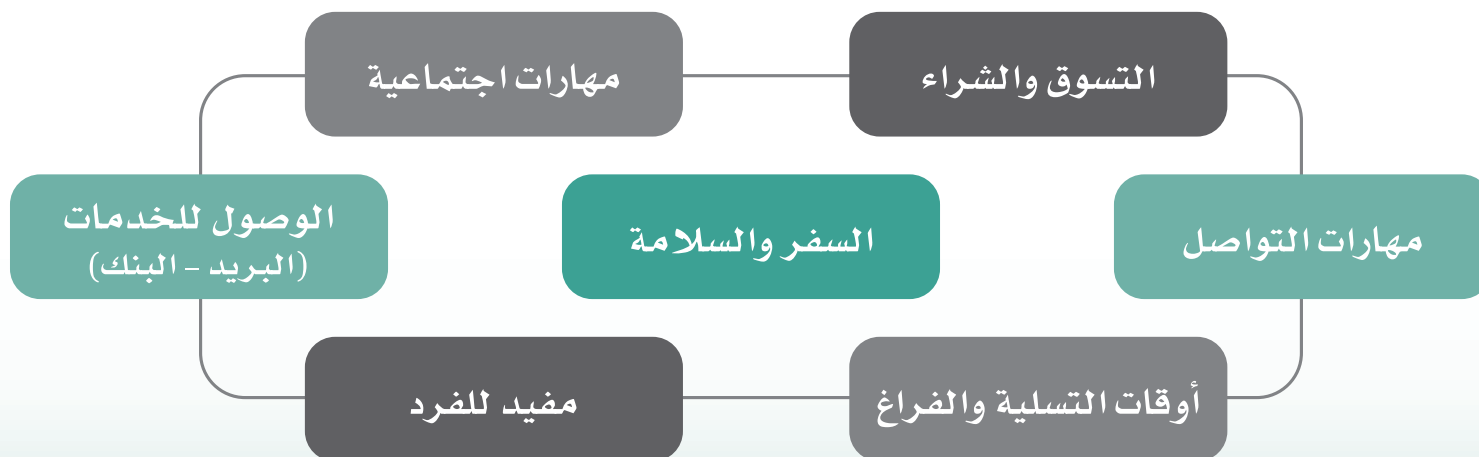 التسوق والشراء
مهارات اجتماعية
مهارات التواصل
السفر والسلامة
الوصول للخدمات
(البريد - البنك)
أوقات التسلية والفراغ
مفيد للفرد